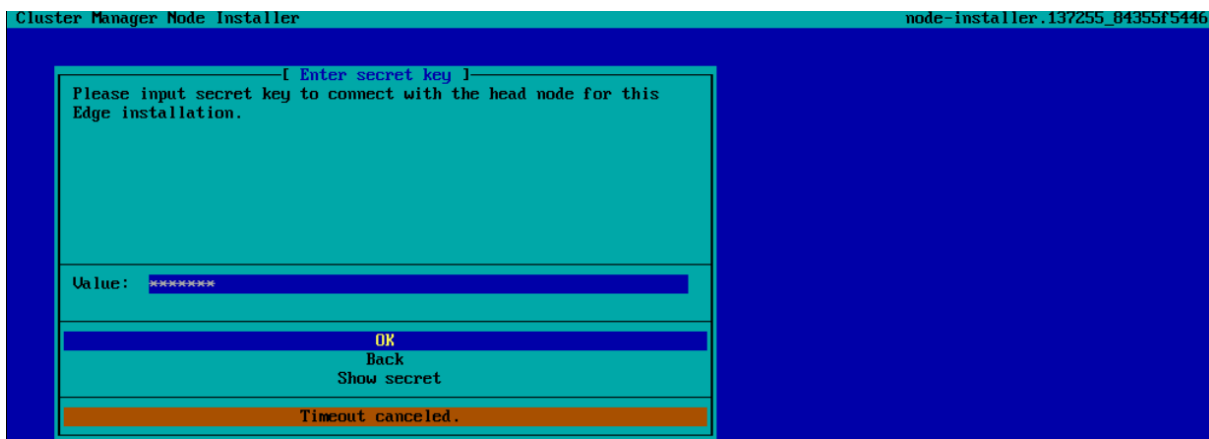 Cluster Manager Node Installer
node-installer.137255_84355f5446
[ Enter secret key ]
Please input secret key to connect with the head node for this
Edge installation.
Value: *******
OK
Back
Show secret
Timeout canceled.